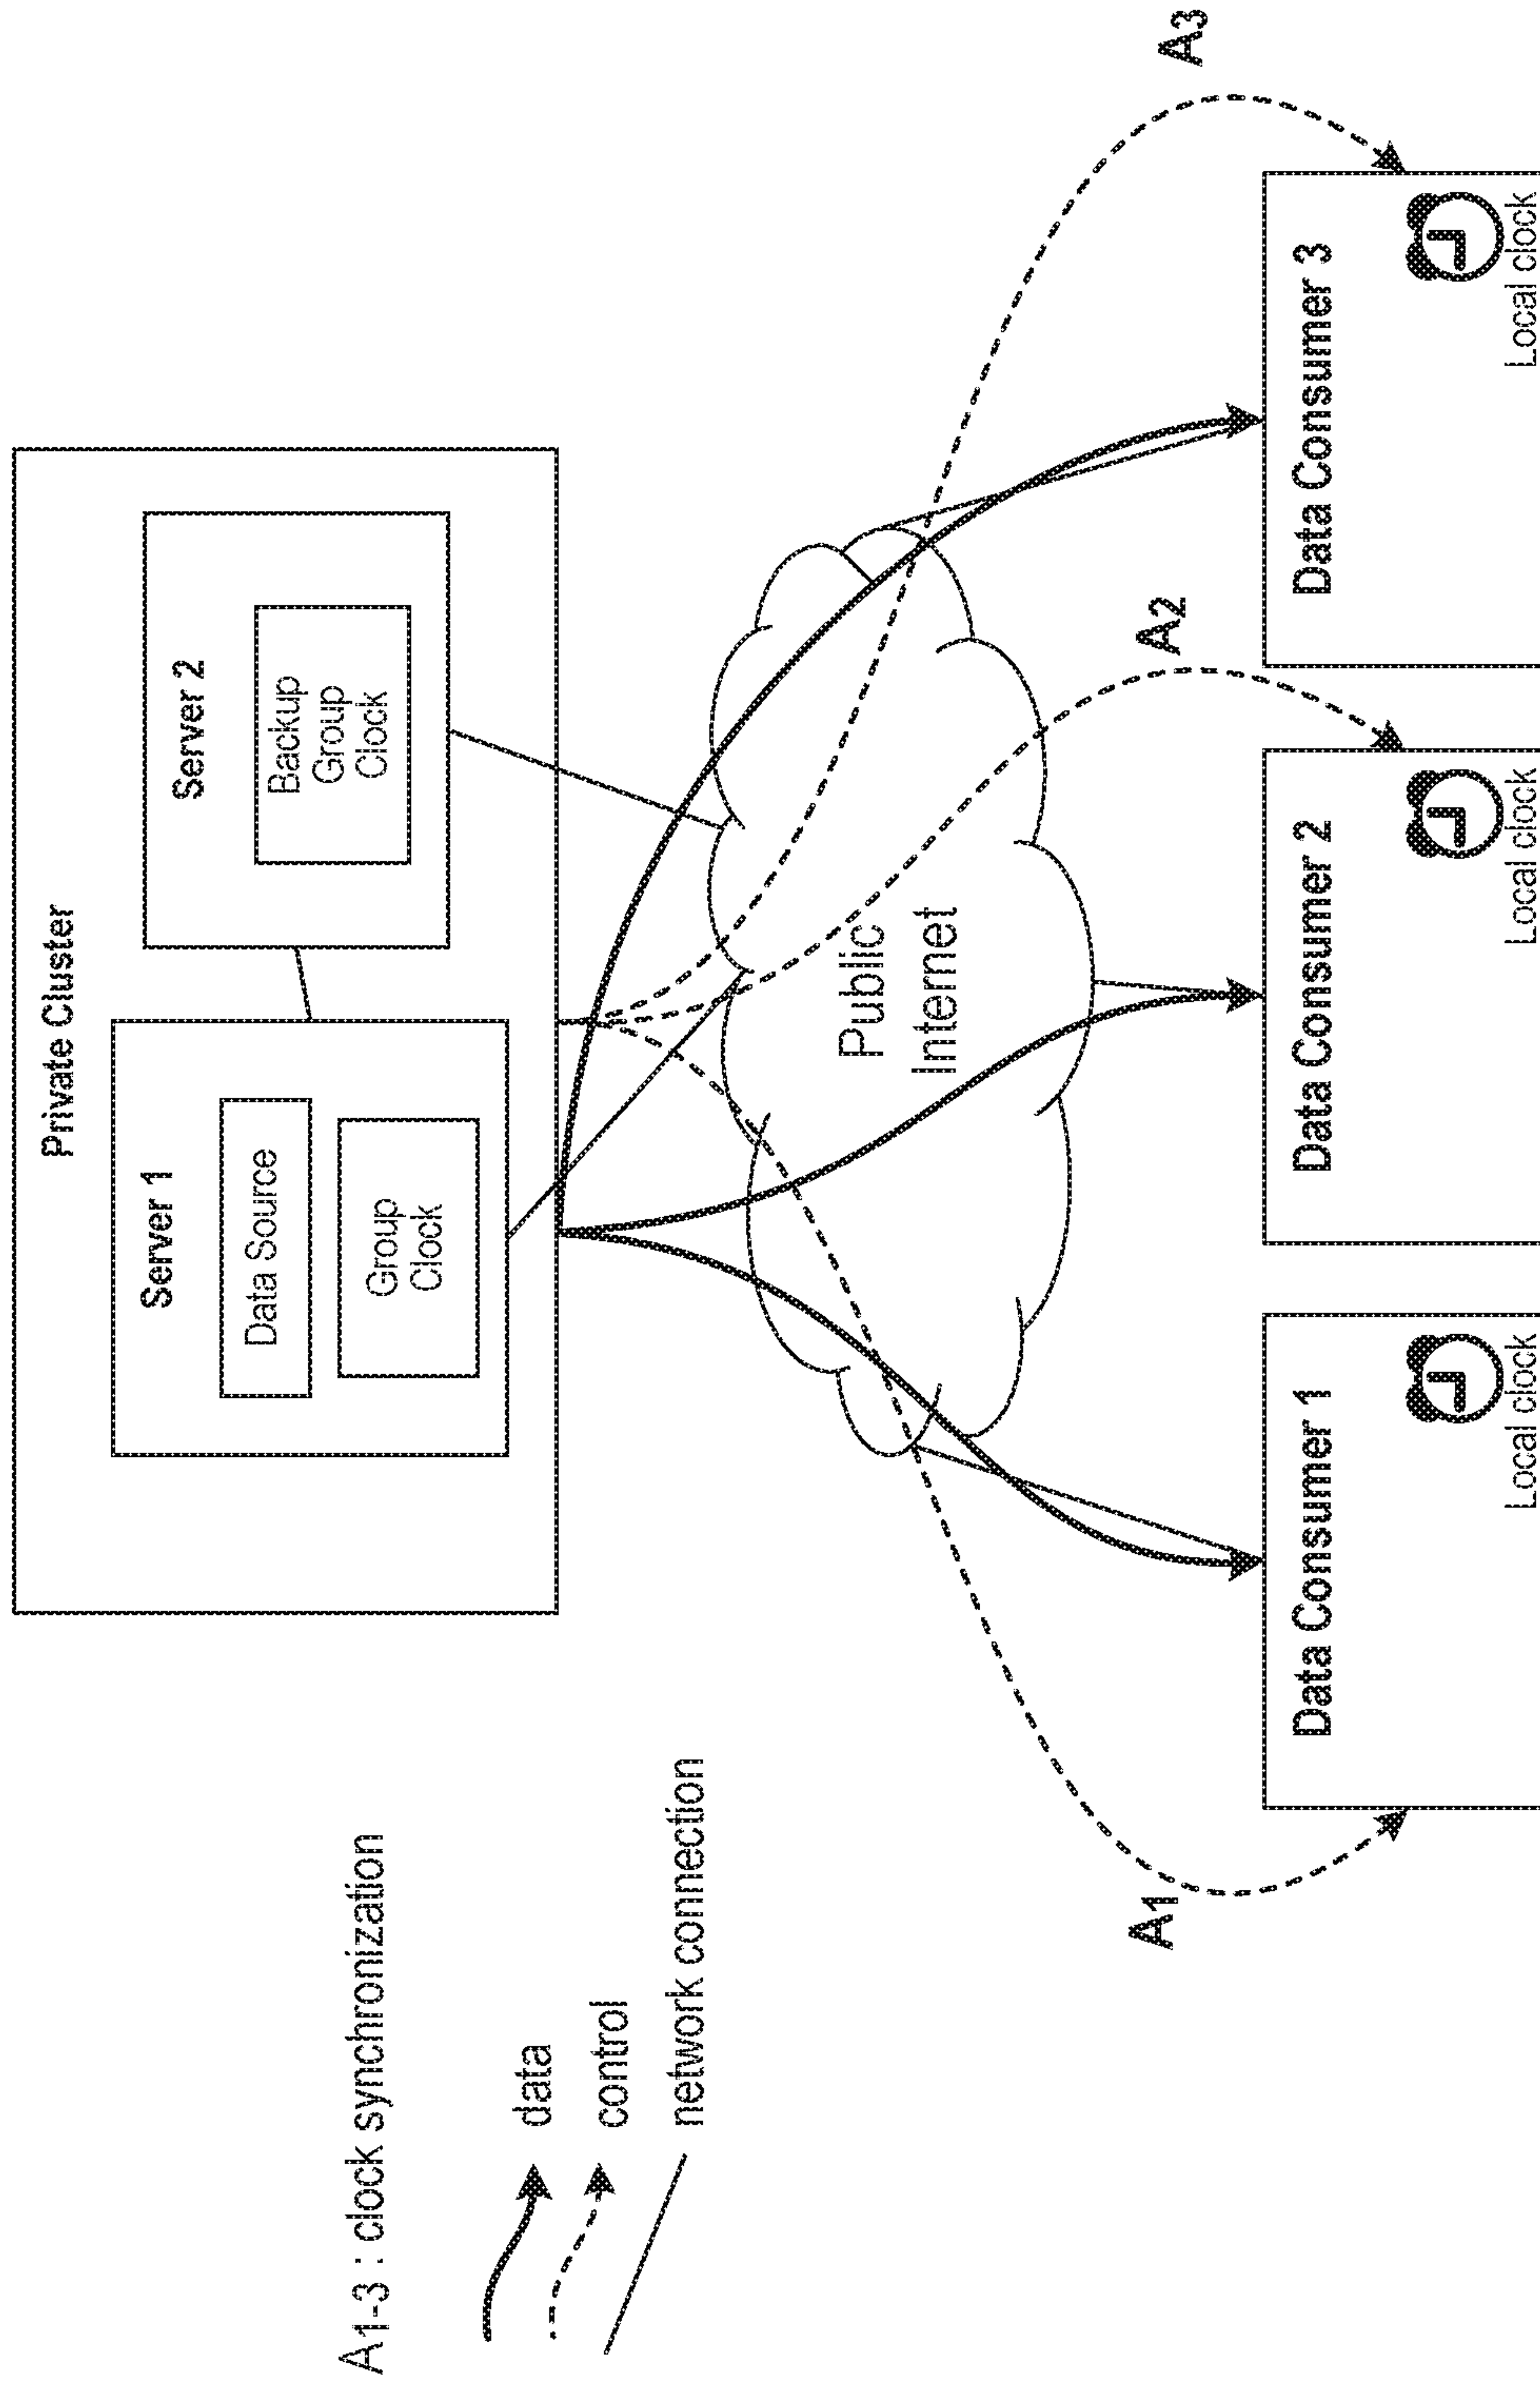 A1-3 : clock synchronization
data
control
network connection
Private Cluster
Server 1
Data Source
Group
Clock
Server 2
Backup
Group
Clock
Public
Internet
A1
A2
A3
Data Consumer 1
Local clock
Data Consumer 2
Local clock
Data Consumer 3
Local clock